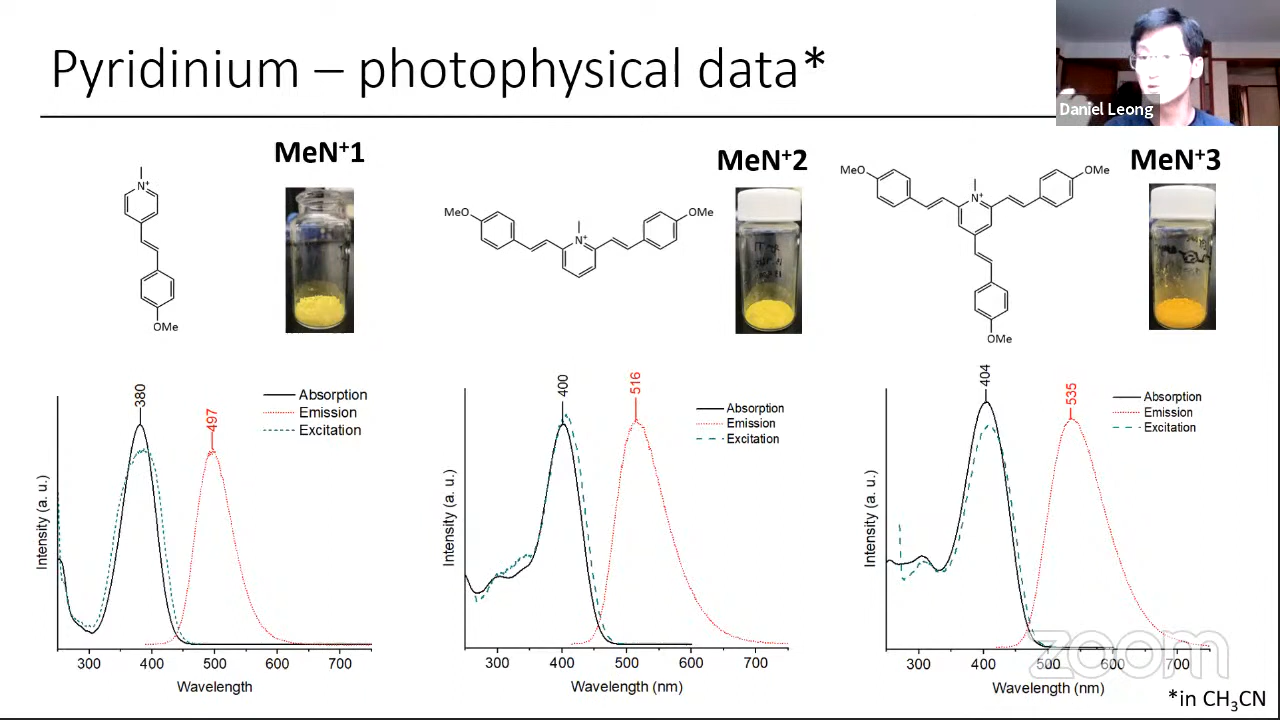 Pyridinium – photophysical data*
Daniel Leong
MeN⁺1
N⁺
OMe
MeN⁺2
MeO
N⁺
OMe
MeN⁺3
MeO
N⁺
OMe
OMe
380
497
Absorption
Emission
Excitation
Intensity (a. u.)
300 400 500 600 700
Wavelength
400
516
Absorption
Emission
Excitation
Intensity (a. u.)
300 400 500 600 700
Wavelength (nm)
404
535
Absorption
Emission
Excitation
Intensity (a. u.)
300 400 500 600 700
Wavelength (nm)
zoom
*in CH₃CN